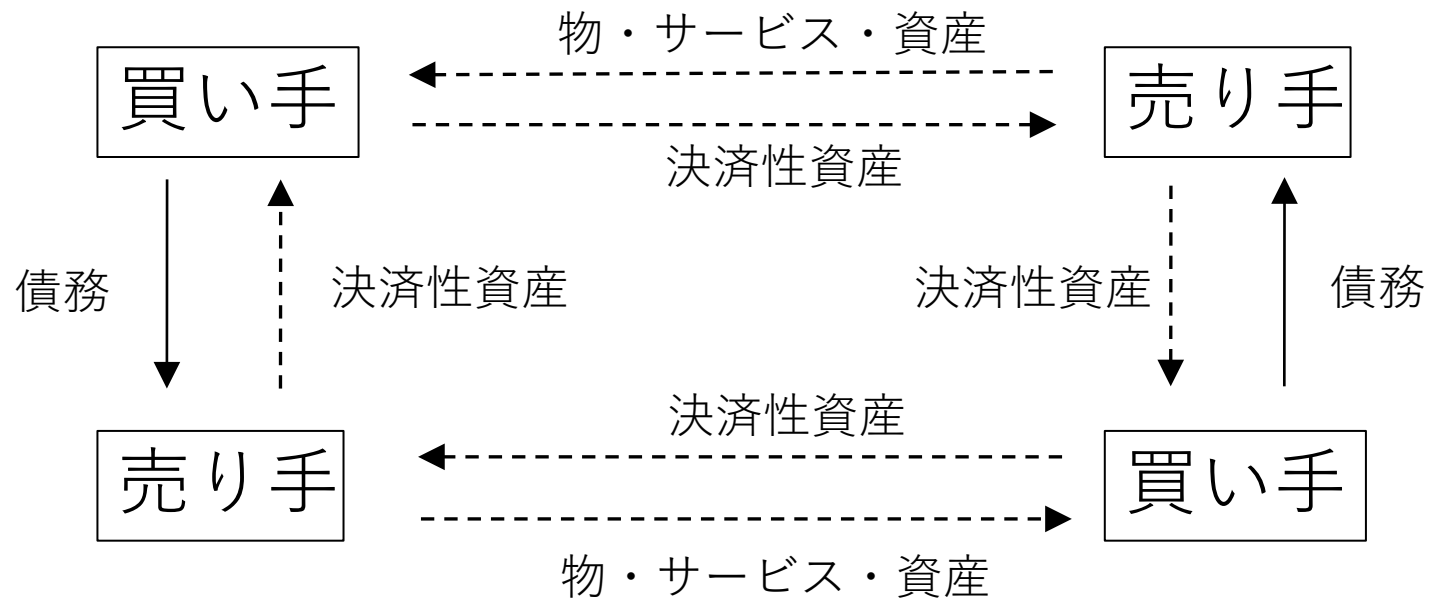 物・サービス・資産
買い手
売り手
決済性資産
債務
決済性資産
決済性資産
債務
決済性資産
売り手
買い手
物・サービス・資産